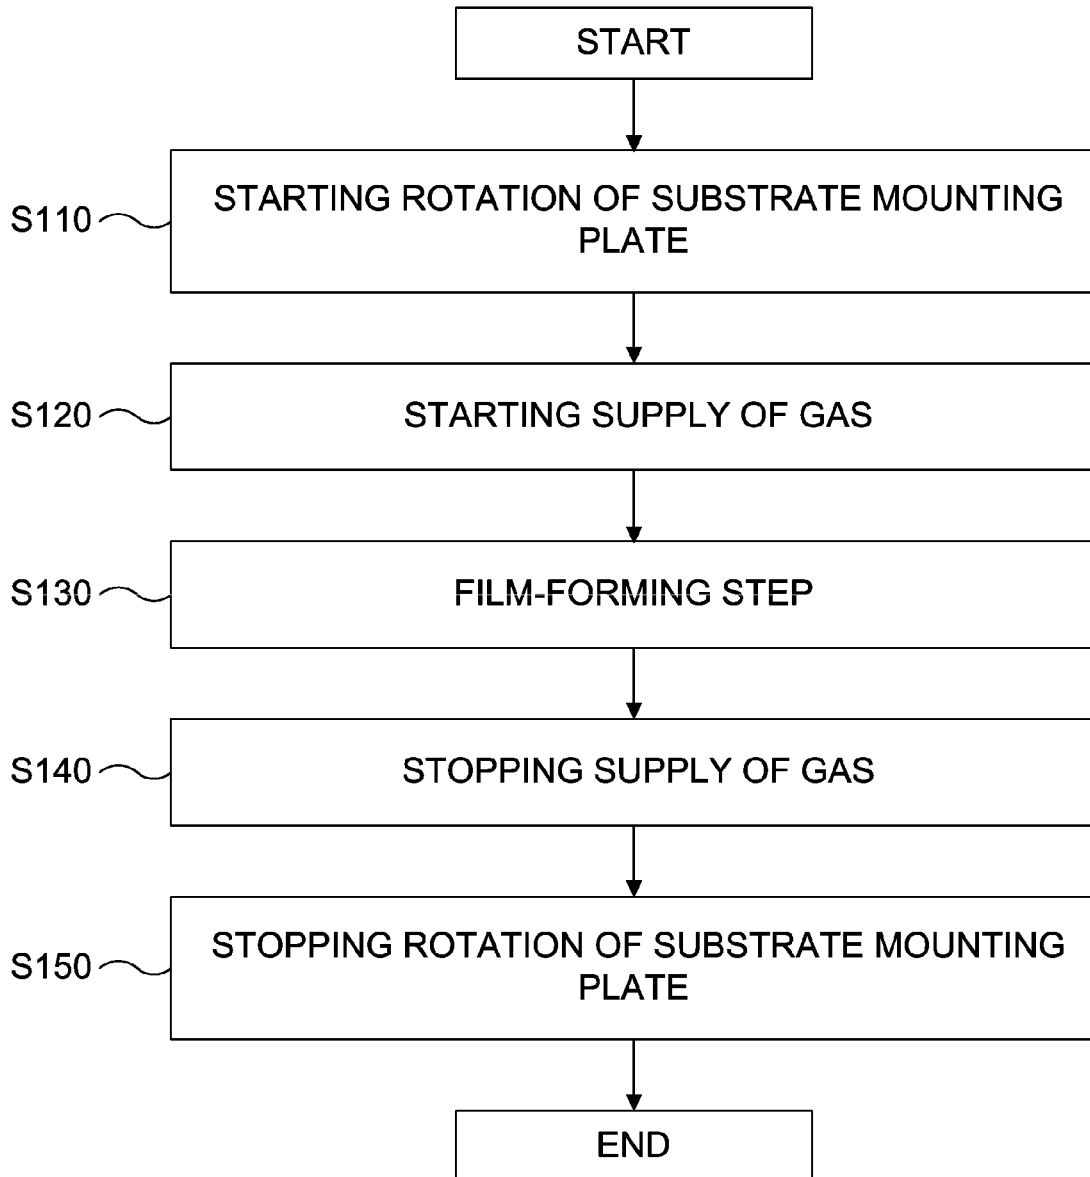 START
S110
STARTING ROTATION OF SUBSTRATE MOUNTING
PLATE
S120
STARTING SUPPLY OF GAS
S130
FILM-FORMING STEP
S140
STOPPING SUPPLY OF GAS
S150
STOPPING ROTATION OF SUBSTRATE MOUNTING
PLATE
END